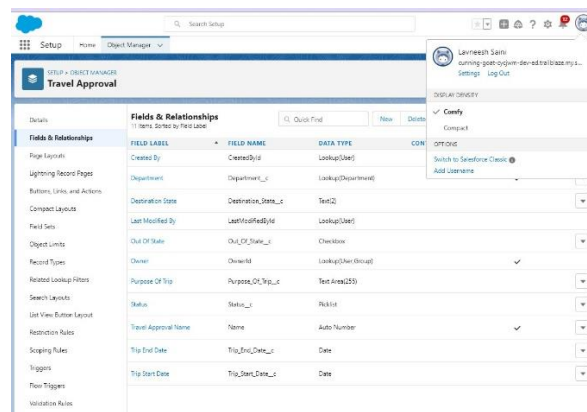 Search Setup
Setup Home Object Manager
SETUP > OBJECT MANAGER
Travel Approval
Lavneesh Saini
Settings Log Out
DISPLAY DENSITY
Comfy
Compact
OPTIONS
Switch to Salesforce Classic
Add Username
Details
Fields & Relationships
Page Layouts
Lightning Record Pages
Buttons, Links, and Actions
Compact Layouts
Field Sets
Object Limits
Record Types
Related Lookup Filters
Search Layouts
List View Button Layout
Restriction Rules
Scoping Rules
Triggers
Flow Triggers
Validation Rules
Fields & Relationships
11 Items, Sorted by Field Label
Quick Find New Delete
FIELD LABEL FIELD NAME DATA TYPE CON
Created By CreatedById Lookup(User)
Department Department__c Lookup(Department)
Destination State Destination_State__c Text(2)
Last Modified By LastModifiedById Lookup(User)
Out Of State Out_Of_State__c Checkbox
Owner OwnerId Lookup(User,Group)
Purpose Of Trip Purpose_Of_Trip__c Text Area(255)
Status Status__c Picklist
Travel Approval Name Name Auto Number
Trip End Date Trip_End_Date__c Date
Trip Start Date Trip_Start_Date__c Date